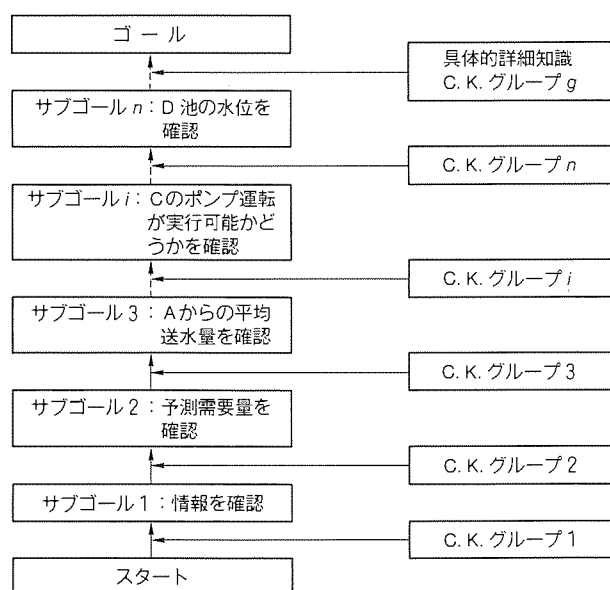 ゴール
具体的詳細知識
C. K. グループ g
サブゴール n：D 池の水位を
確認
C. K. グループ n
サブゴール i：Cのポンプ運転
が実行可能かど
うかを確認
C. K. グループ i
サブゴール 3：Aからの平均
送水量を確認
C. K. グループ 3
サブゴール 2：予測需要量を
確認
C. K. グループ 2
サブゴール 1：情報を確認
C. K. グループ 1
スタート